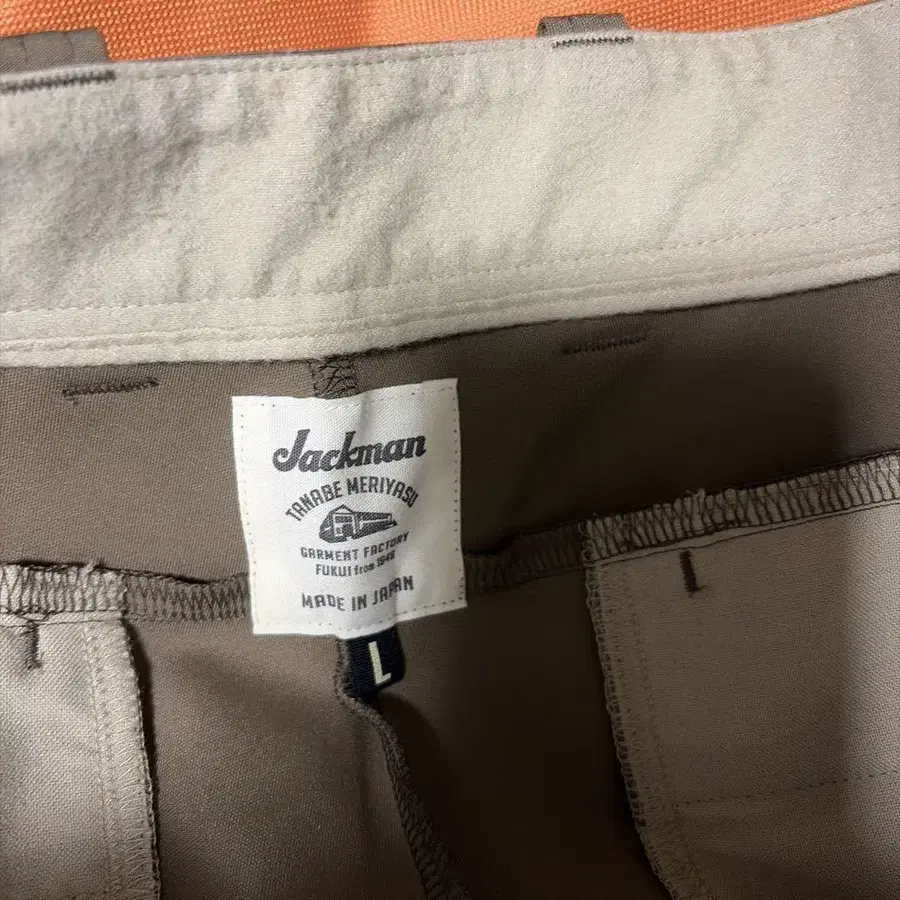 Jackman
TANABE MERIYASU
GARMENT FACTORY
FUKUI from 1948
MADE IN JAPAN
L